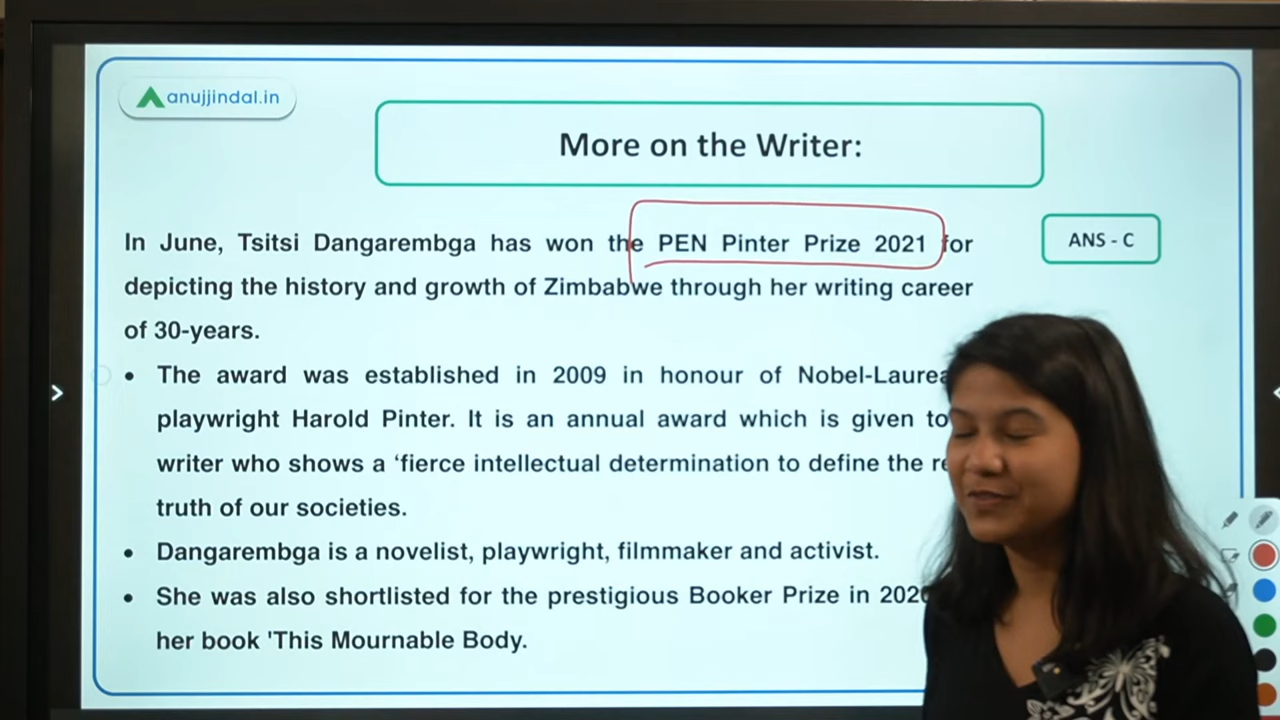 anujjindal.in
More on the Writer:
In June, Tsitsi Dangarembga has won the PEN Pinter Prize 2021 for
ANS - C
depicting the history and growth of Zimbabwe through her writing career
of 30-years.
• The award was established in 2009 in honour of
playwright Harold Pinter. It is an annual award which is given to
writer who shows a ‘fierce intellectual determination to define the
truth of our societies.
• Dangarembga is a novelist, playwright, filmmaker and activist.
• She was also shortlisted for the prestigious Booker Prize in
her book 'This Mournable Body.